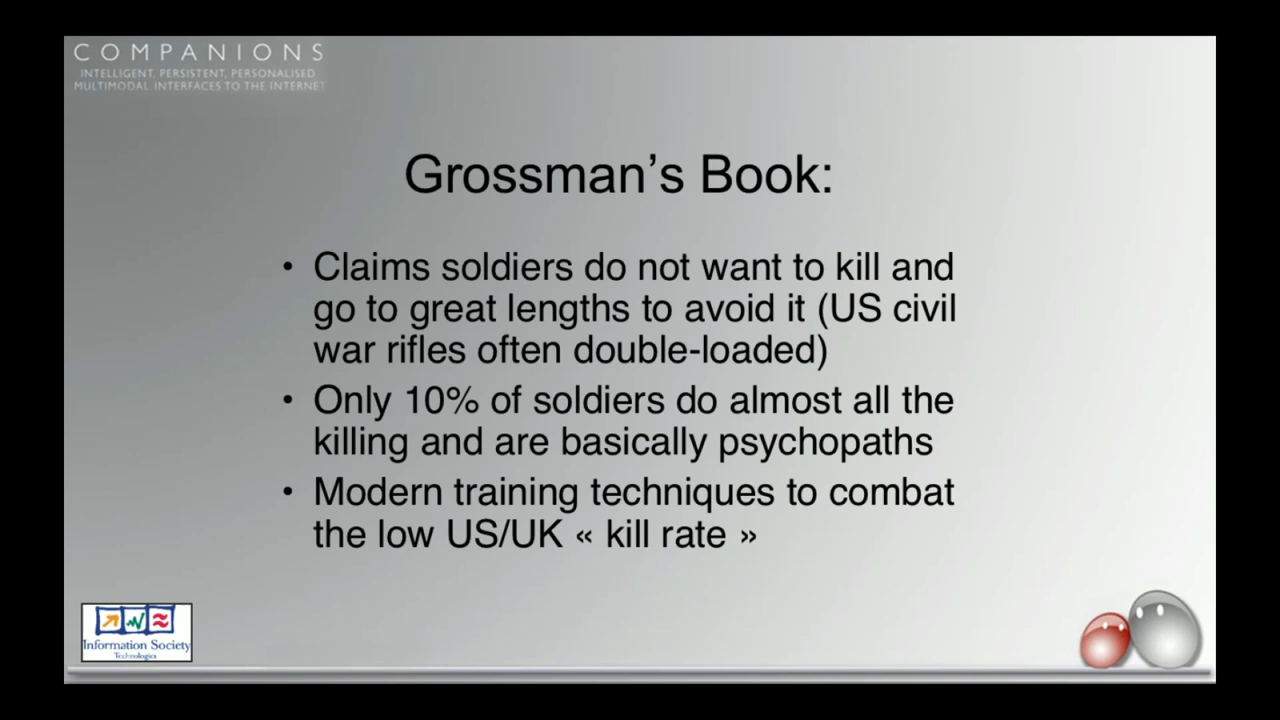 COMPANIONS
INTELLIGENT, PERSISTENT, PERSONALISED
MULTIMODAL INTERFACES TO THE INTERNET
Grossman’s Book:
• Claims soldiers do not want to kill and
go to great lengths to avoid it (US civil
war rifles often double-loaded)
• Only 10% of soldiers do almost all the
killing and are basically psychopaths
• Modern training techniques to combat
the low US/UK « kill rate »
Information Society
Technologies